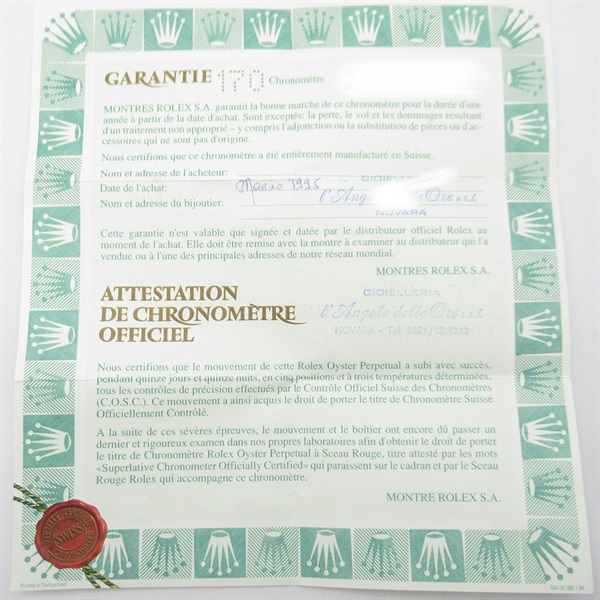 GARANTIE 170 Chronomètre
MONTRES ROLEX S.A. garantit la bonne marche de ce chronomètre pour la durée d'une
année à partir de la date d'achat. Sont exceptés: la perte, le vol et les dommages résultant
d'un traitement non approprié – y compris l'adjonction ou la substitution de pièces ou d'ac-
cessoires qui ne sont pas d'origine.
Nous certifions que ce chronomètre a été entièrement manufacturé en Suisse.
Nom et adresse de l'acheteur:
GIOIELLERIA
Date de l'achat: Marzo 1995
Nom et adresse du bijoutier: l'Angolo delle Ore s.r.l.
NOVARA
Cette garantie n'est valable que signée et datée par le distributeur officiel Rolex au
moment de l'achat. Elle doit être remise avec la montre à examiner au distributeur qui l'a
vendue ou à l'une des principales adresses de notre réseau mondial.
MONTRES ROLEX S.A.
GIOIELLERIA
ATTESTATION
DE CHRONOMÈTRE
l'Angolo delle Ore s.r.l.
OFFICIEL
NOVARA - Tel.
Nous certifions que le mouvement de cette Rolex Oyster Perpetual a subi avec succès,
pendant quinze jours et quinze nuits, en cinq positions et à trois températures déterminées,
tous les contrôles de précision effectués par le Contrôle Officiel Suisse des Chronomètres
(C.O.S.C.). Ce mouvement a ainsi acquis le droit de porter le titre de Chronomètre Suisse
Officiellement Contrôlé.
A la suite de ces sévères épreuves, le mouvement et le boîtier ont encore dû passer un
dernier et rigoureux examen dans nos propres laboratoires afin d'obtenir le droit de porter
le titre de Chronomètre Rolex Oyster Perpetual à Sceau Rouge, titre attesté par les mots
«Superlative Chronometer Officially Certified» qui paraissent sur le cadran et par le Sceau
Rouge Rolex qui accompagne ce chronomètre.
MONTRE ROLEX S.A.
SWISS
Printed in Switzerland